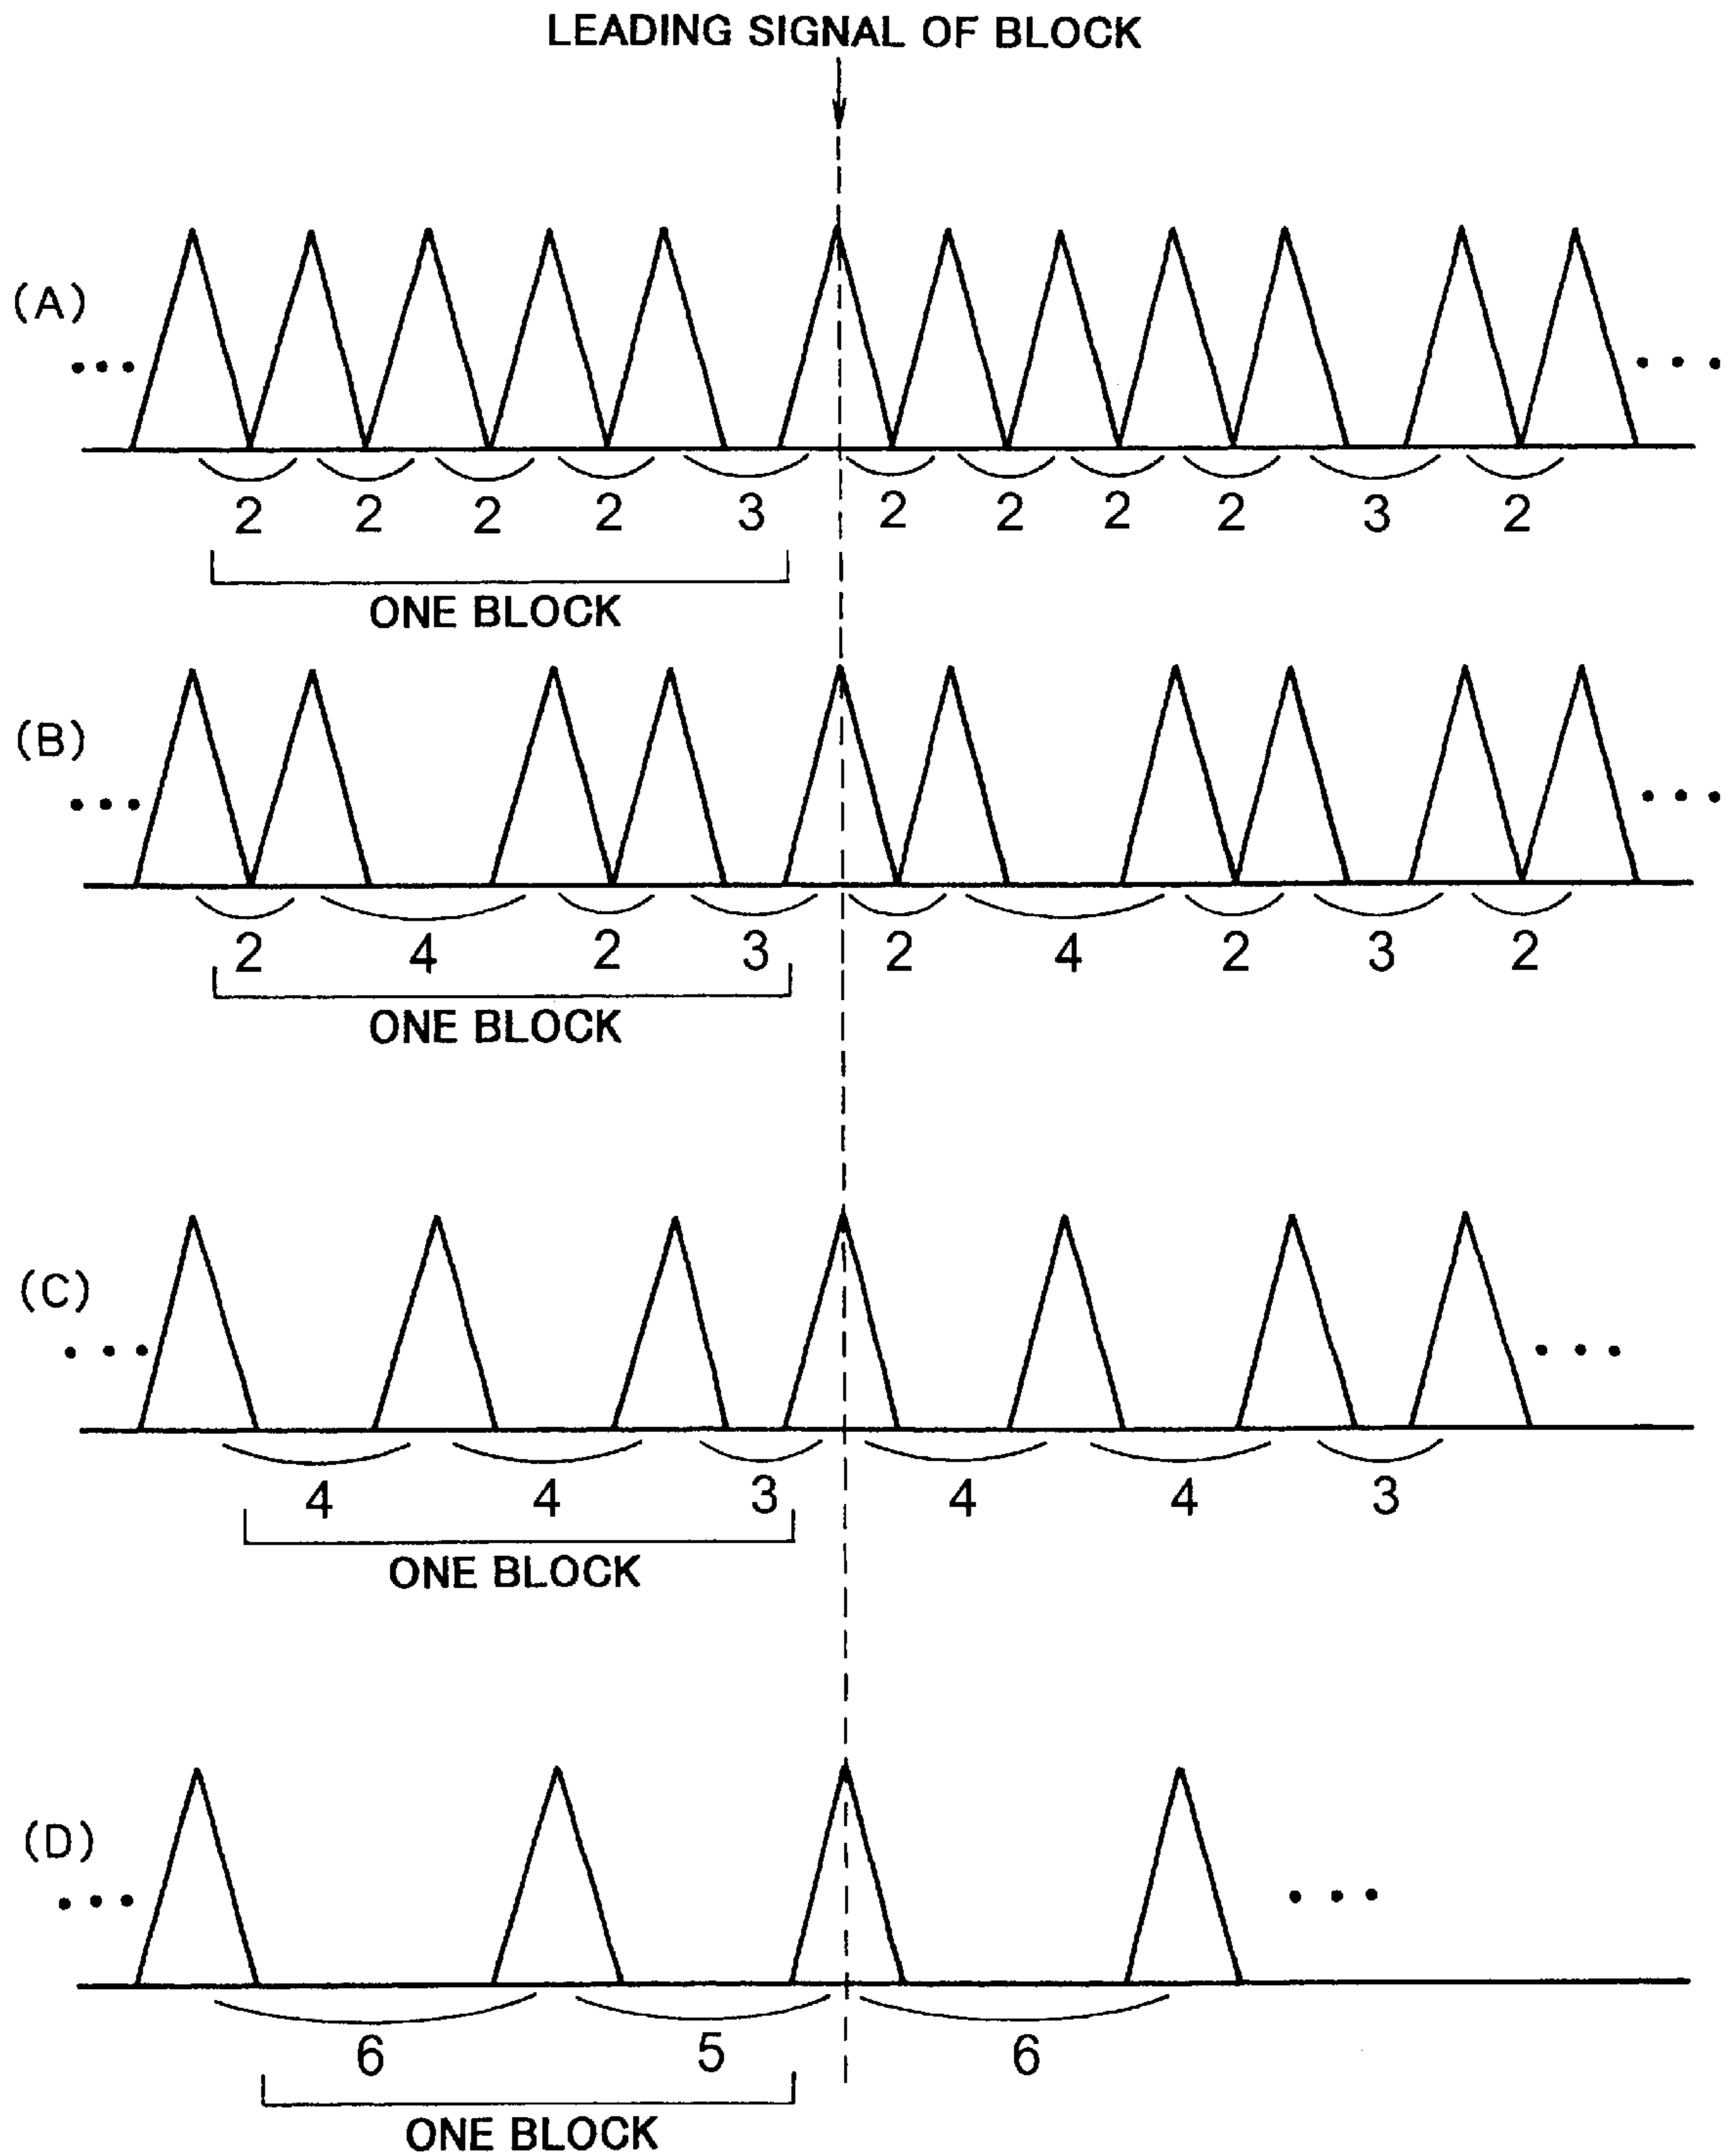 LEADING SIGNAL OF BLOCK
(A)
2 2 2 2 3 2 2 2 2 3 2
ONE BLOCK
(B)
2 4 2 3 2 4 2 3 2
ONE BLOCK
(C)
4 4 3 4 4 3
ONE BLOCK
(D)
6 5 6
ONE BLOCK